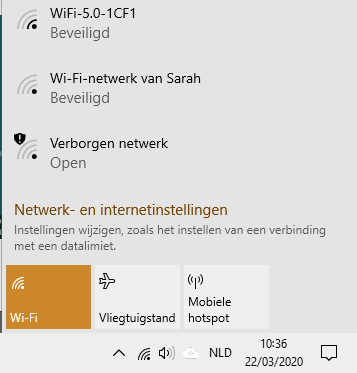 WiFi-5.0-1CF1
Beveiligd
Wi-Fi-netwerk van Sarah
Beveiligd
Verborgen netwerk
Open
Netwerk- en internetinstellingen
Instellingen wijzigen, zoals het instellen van een verbinding
met een datalimiet.
Wi-Fi
Vliegtuigstand
Mobiele
hotspot
NLD
10:36
22/03/2020